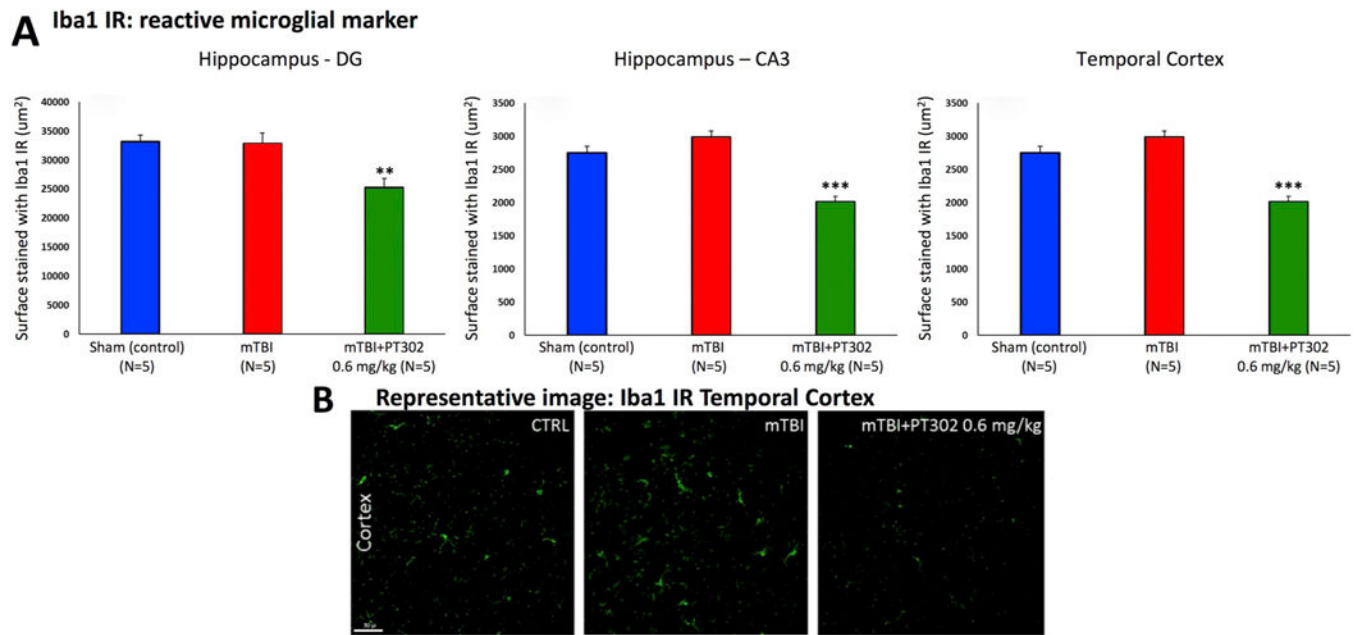 A
Iba1 IR: reactive microglial marker
Hippocampus - DG
Surface stained with Iba1 IR (um²)
40000
35000
30000
25000
20000
15000
10000
5000
0
**
Sham (control)
(N=5)
mTBI
(N=5)
mTBI+PT302
0.6 mg/kg (N=5)
Hippocampus – CA3
Surface stained with Iba1 IR (um²)
3500
3000
2500
2000
1500
1000
500
0
***
Sham (control)
(N=5)
mTBI
(N=5)
mTBI+PT302
0.6 mg/kg (N=5)
Temporal Cortex
Surface stained with Iba1 IR (um²)
3500
3000
2500
2000
1500
1000
500
0
***
Sham (control)
(N=5)
mTBI
(N=5)
mTBI+PT302
0.6 mg/kg (N=5)
B
Representative image: Iba1 IR Temporal Cortex
Cortex
CTRL
mTBI
mTBI+PT302 0.6 mg/kg